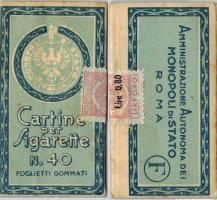 Cartine
per
Sigarette
N. 40
FOGLIETTI GOMMATI
Lire 0,80
AMMINISTRAZIONE AUTONOMA DEI
MONOPOLI DI STATO
ROMA
F